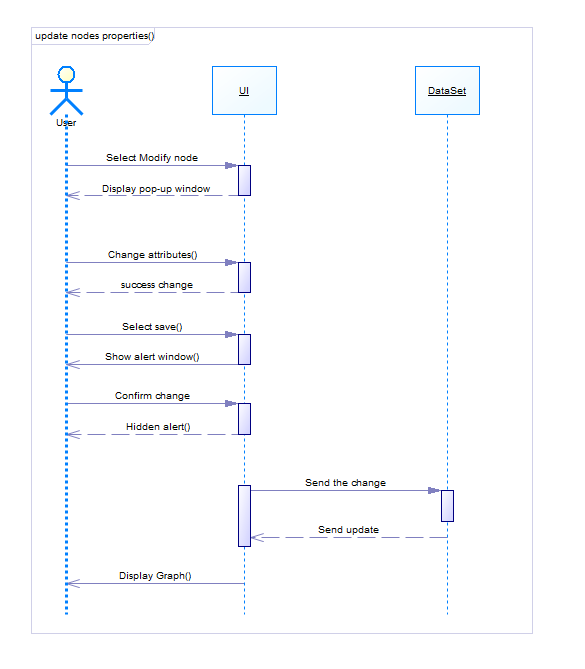 update nodes properties()
User
UI
DataSet
Select Modify node
Display pop-up window
Change attributes()
success change
Select save()
Show alert window()
Confirm change
Hidden alert()
Send the change
Send update
Display Graph()